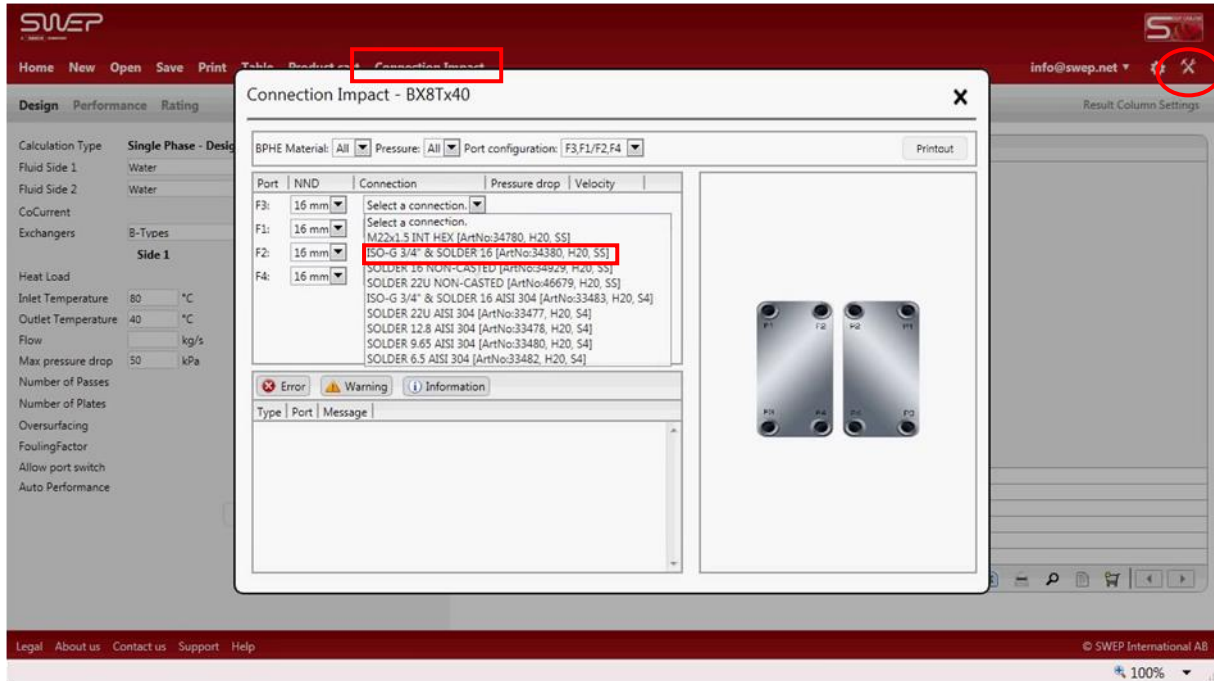 SWEP
Home New Open Save Print Table Product cart Connection Impact
info@swep.net
Design Performance Rating
Result Column Settings
Connection Impact - BX8Tx40
X
BPHE Material: All Pressure: All Port configuration: F3,F1/F2,F4
Printout
Port NND Connection Pressure drop Velocity
F3: 16 mm Select a connection.
F1: 16 mm
F2: 16 mm
F4: 16 mm
Select a connection.
M22x1.5 INT HEX [ArtNo:34780, H20, SS]
ISO-G 3/4" & SOLDER 16 [ArtNo:34380, H20, SS]
SOLDER 16 NON-CASTED [ArtNo:34929, H20, SS]
SOLDER 22U NON-CASTED [ArtNo:46679, H20, SS]
ISO-G 3/4" & SOLDER 16 AISI 304 [ArtNo:33483, H20, S4]
SOLDER 22U AISI 304 [ArtNo:33477, H20, S4]
SOLDER 12.8 AISI 304 [ArtNo:33478, H20, S4]
SOLDER 9.65 AISI 304 [ArtNo:33480, H20, S4]
SOLDER 6.5 AISI 304 [ArtNo:33482, H20, S4]
Error Warning Information
Type Port Message
F1 F2 F2 F1
F3 F4 F4 F3
Calculation Type Single Phase - Desig
Fluid Side 1 Water
Fluid Side 2 Water
CoCurrent
Exchangers B-Types
Side 1
Heat Load
Inlet Temperature 80 °C
Outlet Temperature 40 °C
Flow kg/s
Max pressure drop 50 kPa
Number of Passes
Number of Plates
Oversurfacing
FoulingFactor
Allow port switch
Auto Performance
Legal About us Contact us Support Help
© SWEP International AB
100%